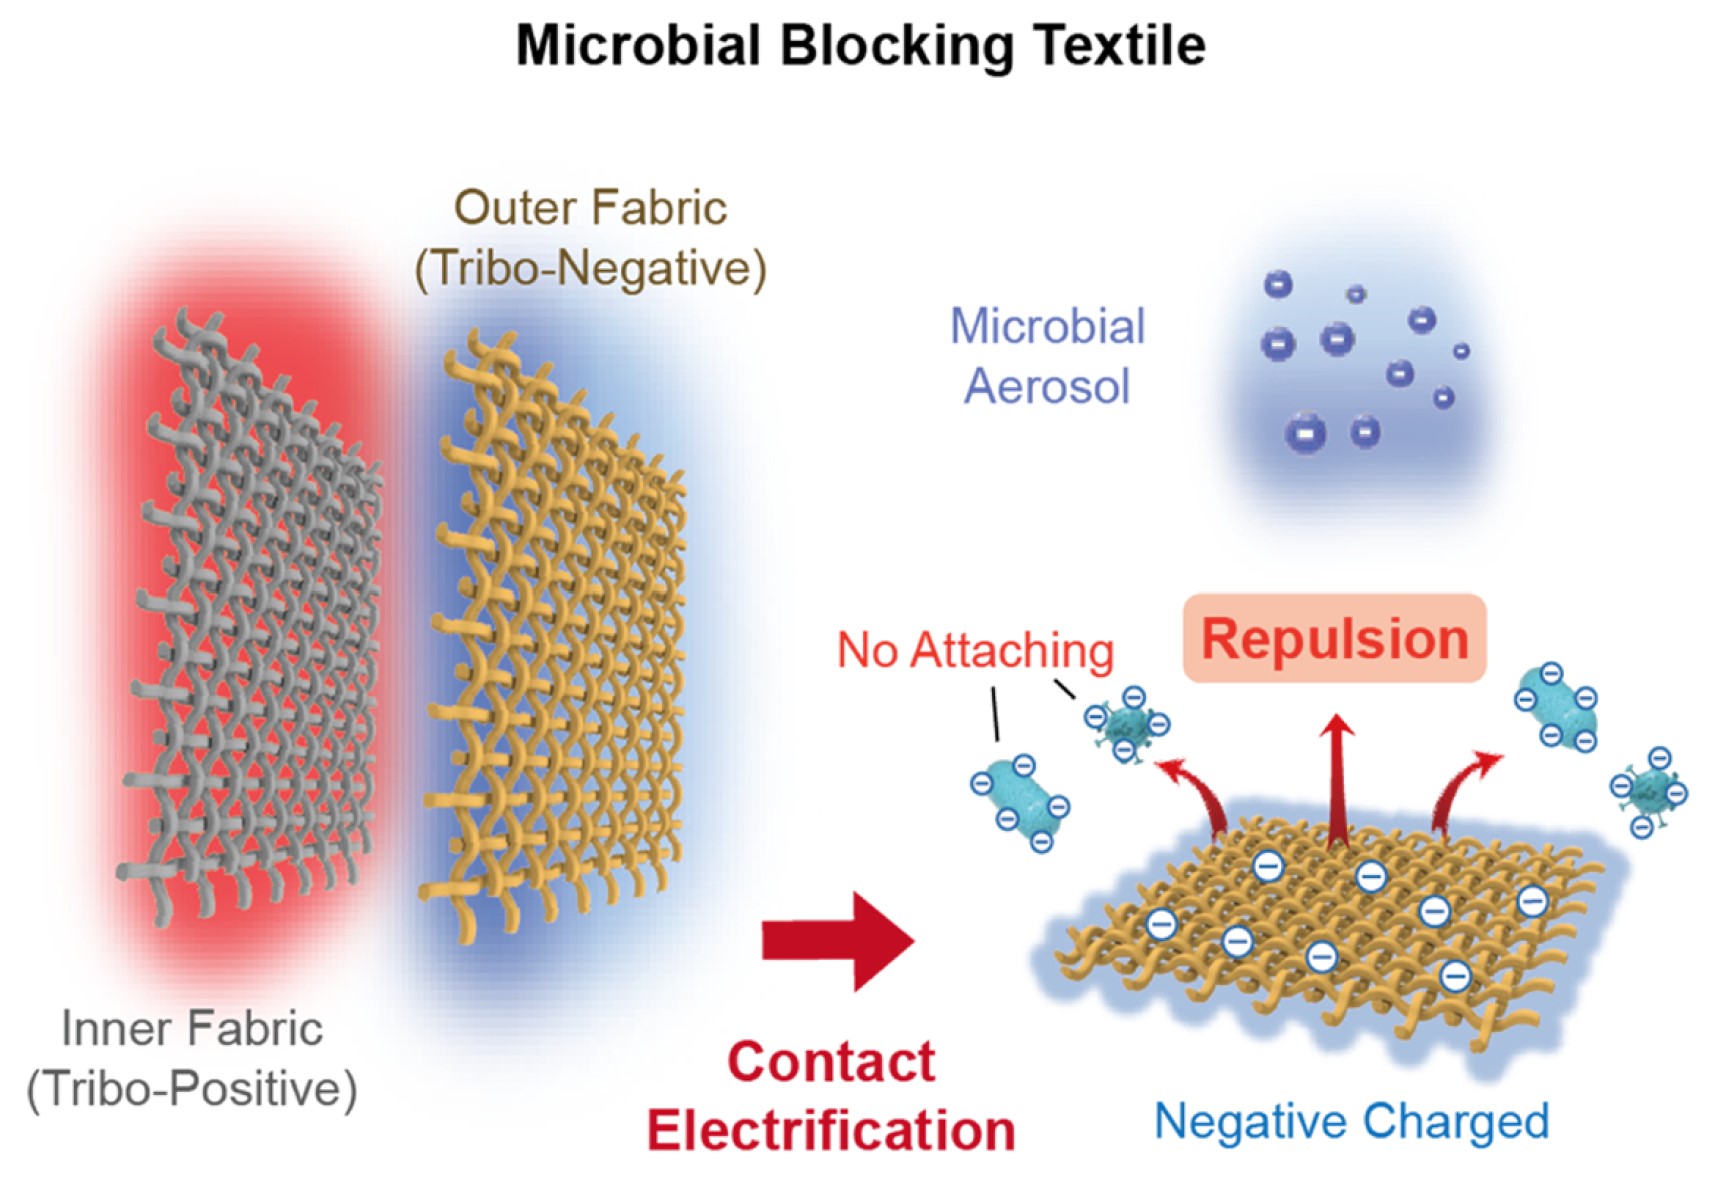 Microbial Blocking Textile
Outer Fabric
(Tribo-Negative)
Inner Fabric
(Tribo-Positive)
Contact
Electrification
Microbial
Aerosol
No Attaching
Repulsion
Negative Charged